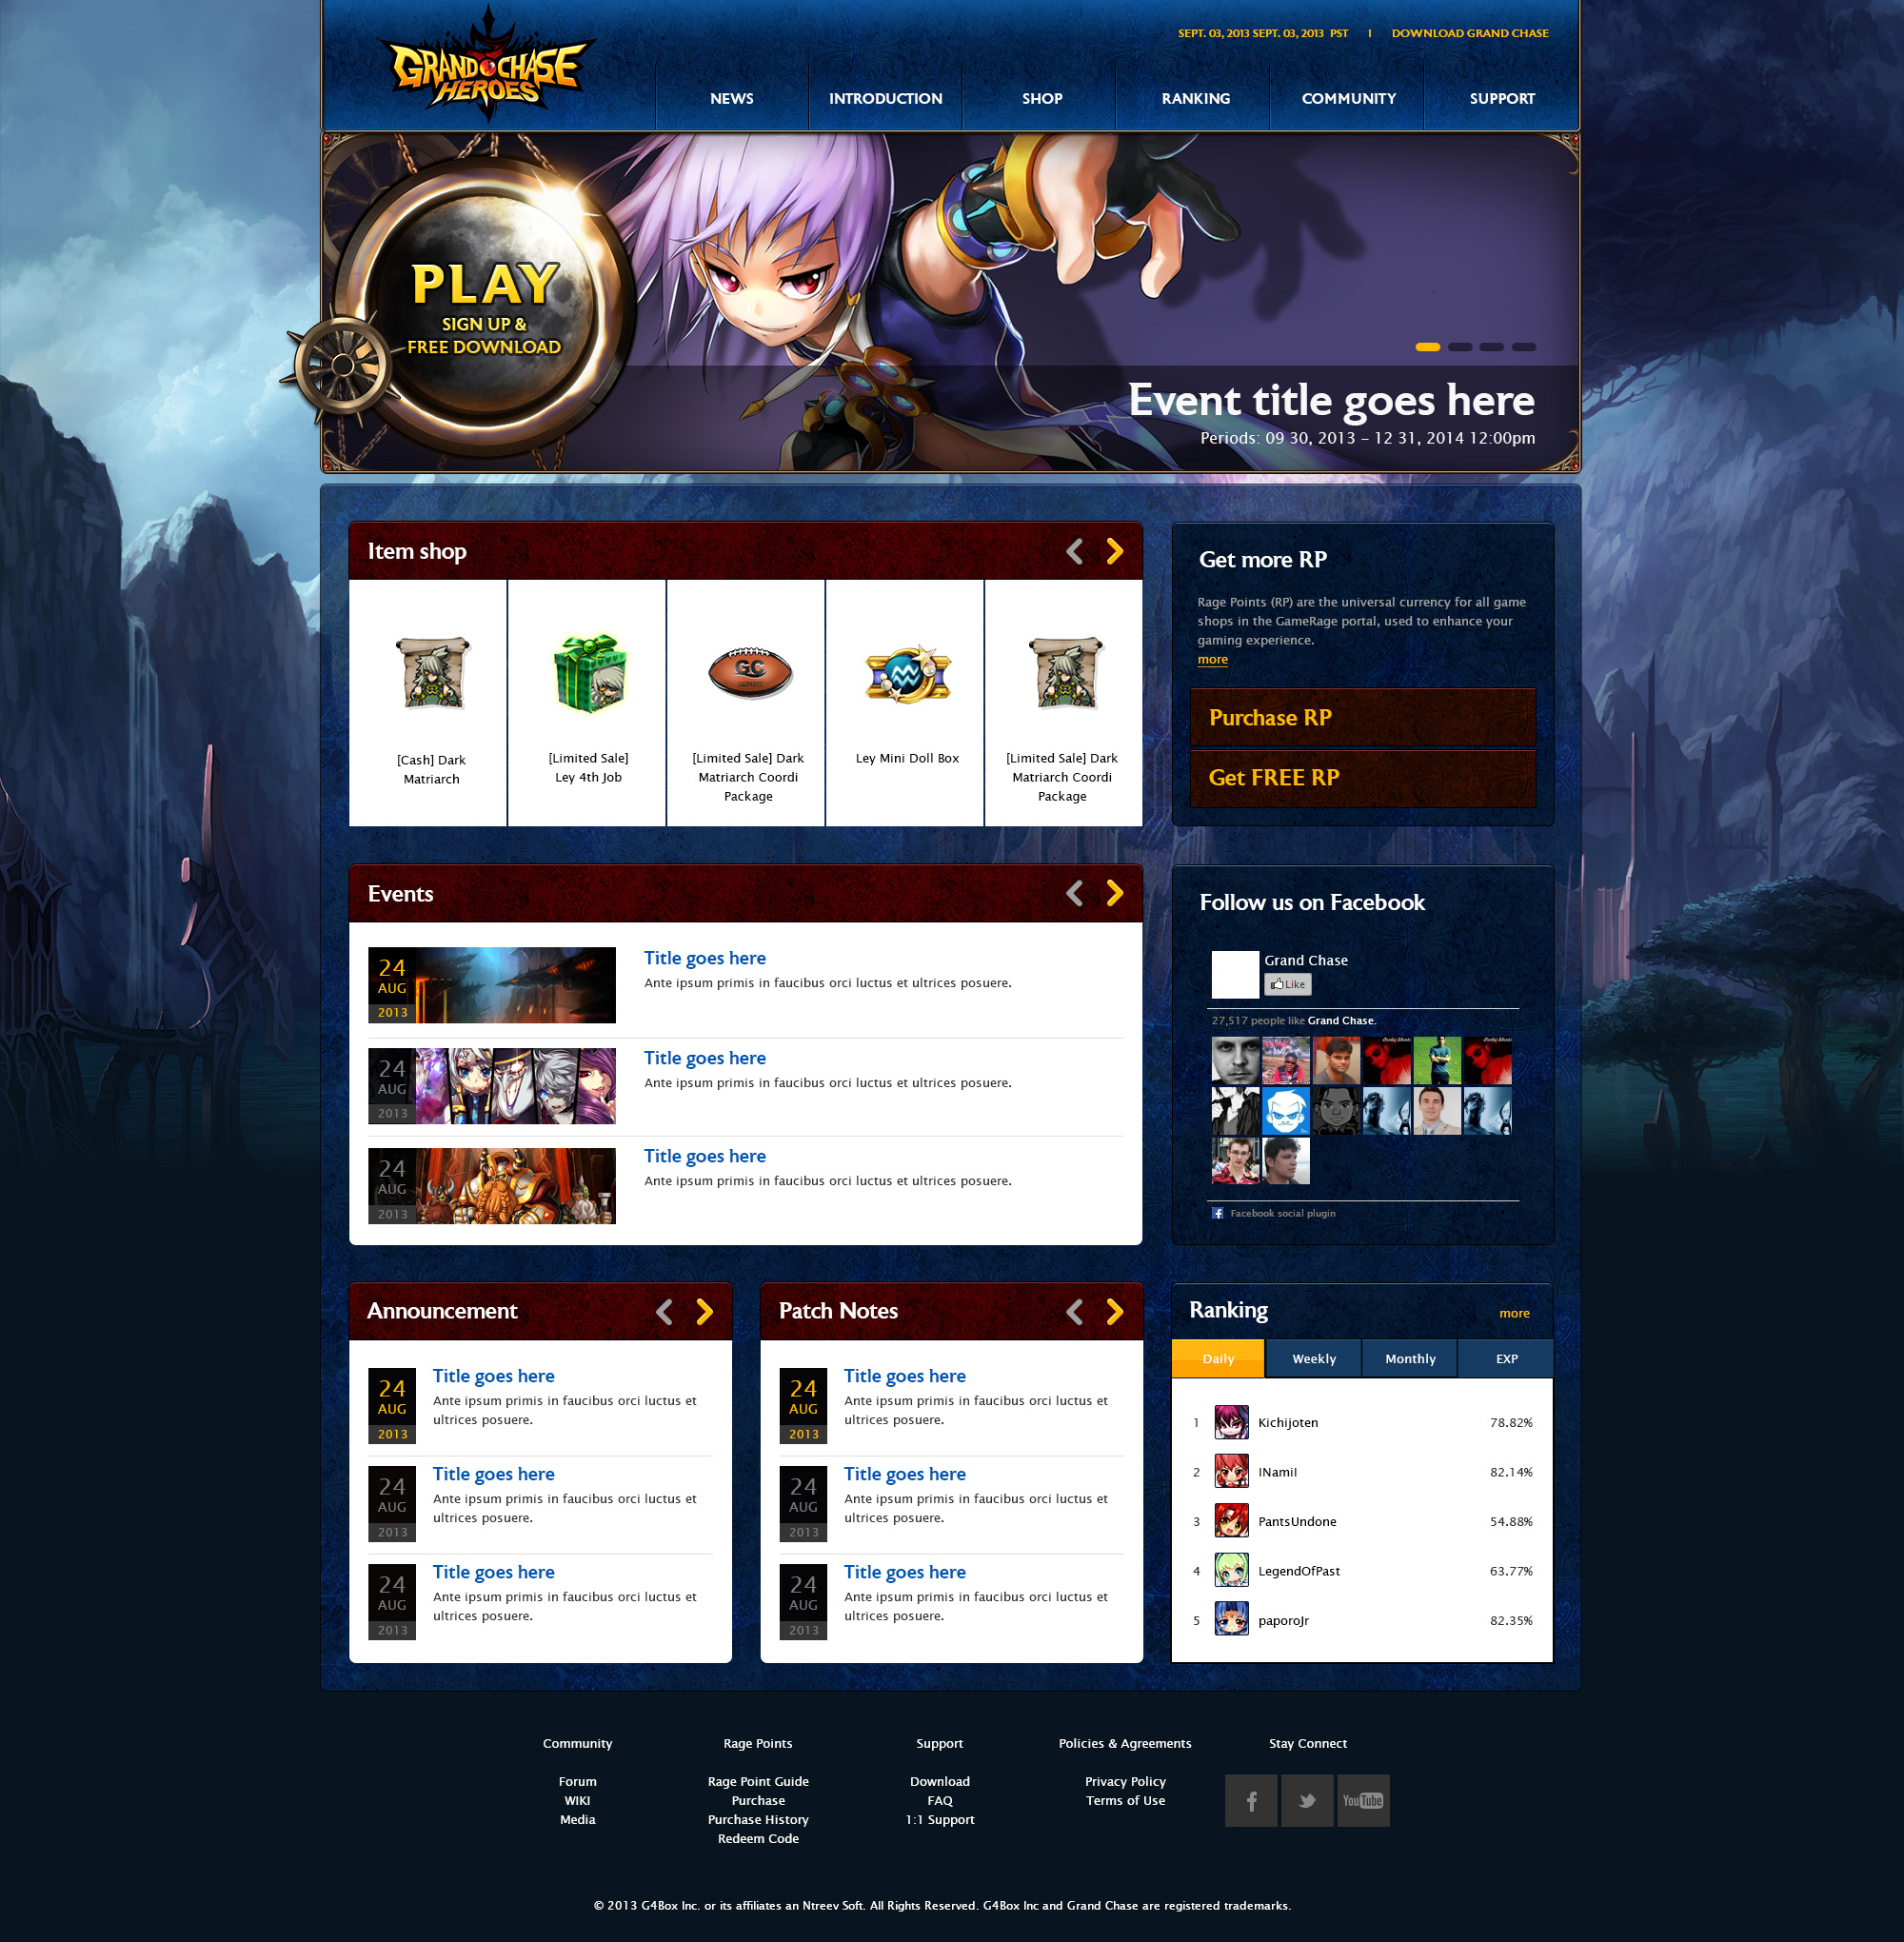 GRAND CHASE
HEROES
SEPT. 03, 2013 SEPT. 03, 2013 PST | DOWNLOAD GRAND CHASE
NEWS INTRODUCTION SHOP RANKING COMMUNITY SUPPORT
PLAY
SIGN UP &
FREE DOWNLOAD
Event title goes here
Periods: 09 30, 2013 – 12 31, 2014 12:00pm
Item shop
GC
[Cash] Dark
Matriarch
[Limited Sale]
Ley 4th Job
[Limited Sale] Dark
Matriarch Coordi
Package
Ley Mini Doll Box
[Limited Sale] Dark
Matriarch Coordi
Package
Get more RP
Rage Points (RP) are the universal currency for all game
shops in the GameRage portal, used to enhance your
gaming experience.
more
Purchase RP
Get FREE RP
Events
24
AUG
2013
Title goes here
Ante ipsum primis in faucibus orci luctus et ultrices posuere.
24
AUG
2013
Title goes here
Ante ipsum primis in faucibus orci luctus et ultrices posuere.
24
AUG
2013
Title goes here
Ante ipsum primis in faucibus orci luctus et ultrices posuere.
Follow us on Facebook
Grand Chase
Like
27,517 people like Grand Chase.
Facebook social plugin
Announcement
24
AUG
2013
Title goes here
Ante ipsum primis in faucibus orci luctus et
ultrices posuere.
24
AUG
2013
Title goes here
Ante ipsum primis in faucibus orci luctus et
ultrices posuere.
24
AUG
2013
Title goes here
Ante ipsum primis in faucibus orci luctus et
ultrices posuere.
Patch Notes
24
AUG
2013
Title goes here
Ante ipsum primis in faucibus orci luctus et
ultrices posuere.
24
AUG
2013
Title goes here
Ante ipsum primis in faucibus orci luctus et
ultrices posuere.
24
AUG
2013
Title goes here
Ante ipsum primis in faucibus orci luctus et
ultrices posuere.
Ranking
more
Daily Weekly Monthly EXP
1 Kichijoten 78.82%
2 INamiI 82.14%
3 PantsUndone 54.88%
4 LegendOfPast 63.77%
5 paporoJr 82.35%
Community
Forum
WIKI
Media
Rage Points
Rage Point Guide
Purchase
Purchase History
Redeem Code
Support
Download
FAQ
1:1 Support
Policies & Agreements
Privacy Policy
Terms of Use
Stay Connect
f
YouTube
© 2013 G4Box Inc. or its affiliates an Ntreev Soft. All Rights Reserved. G4Box Inc and Grand Chase are registered trademarks.